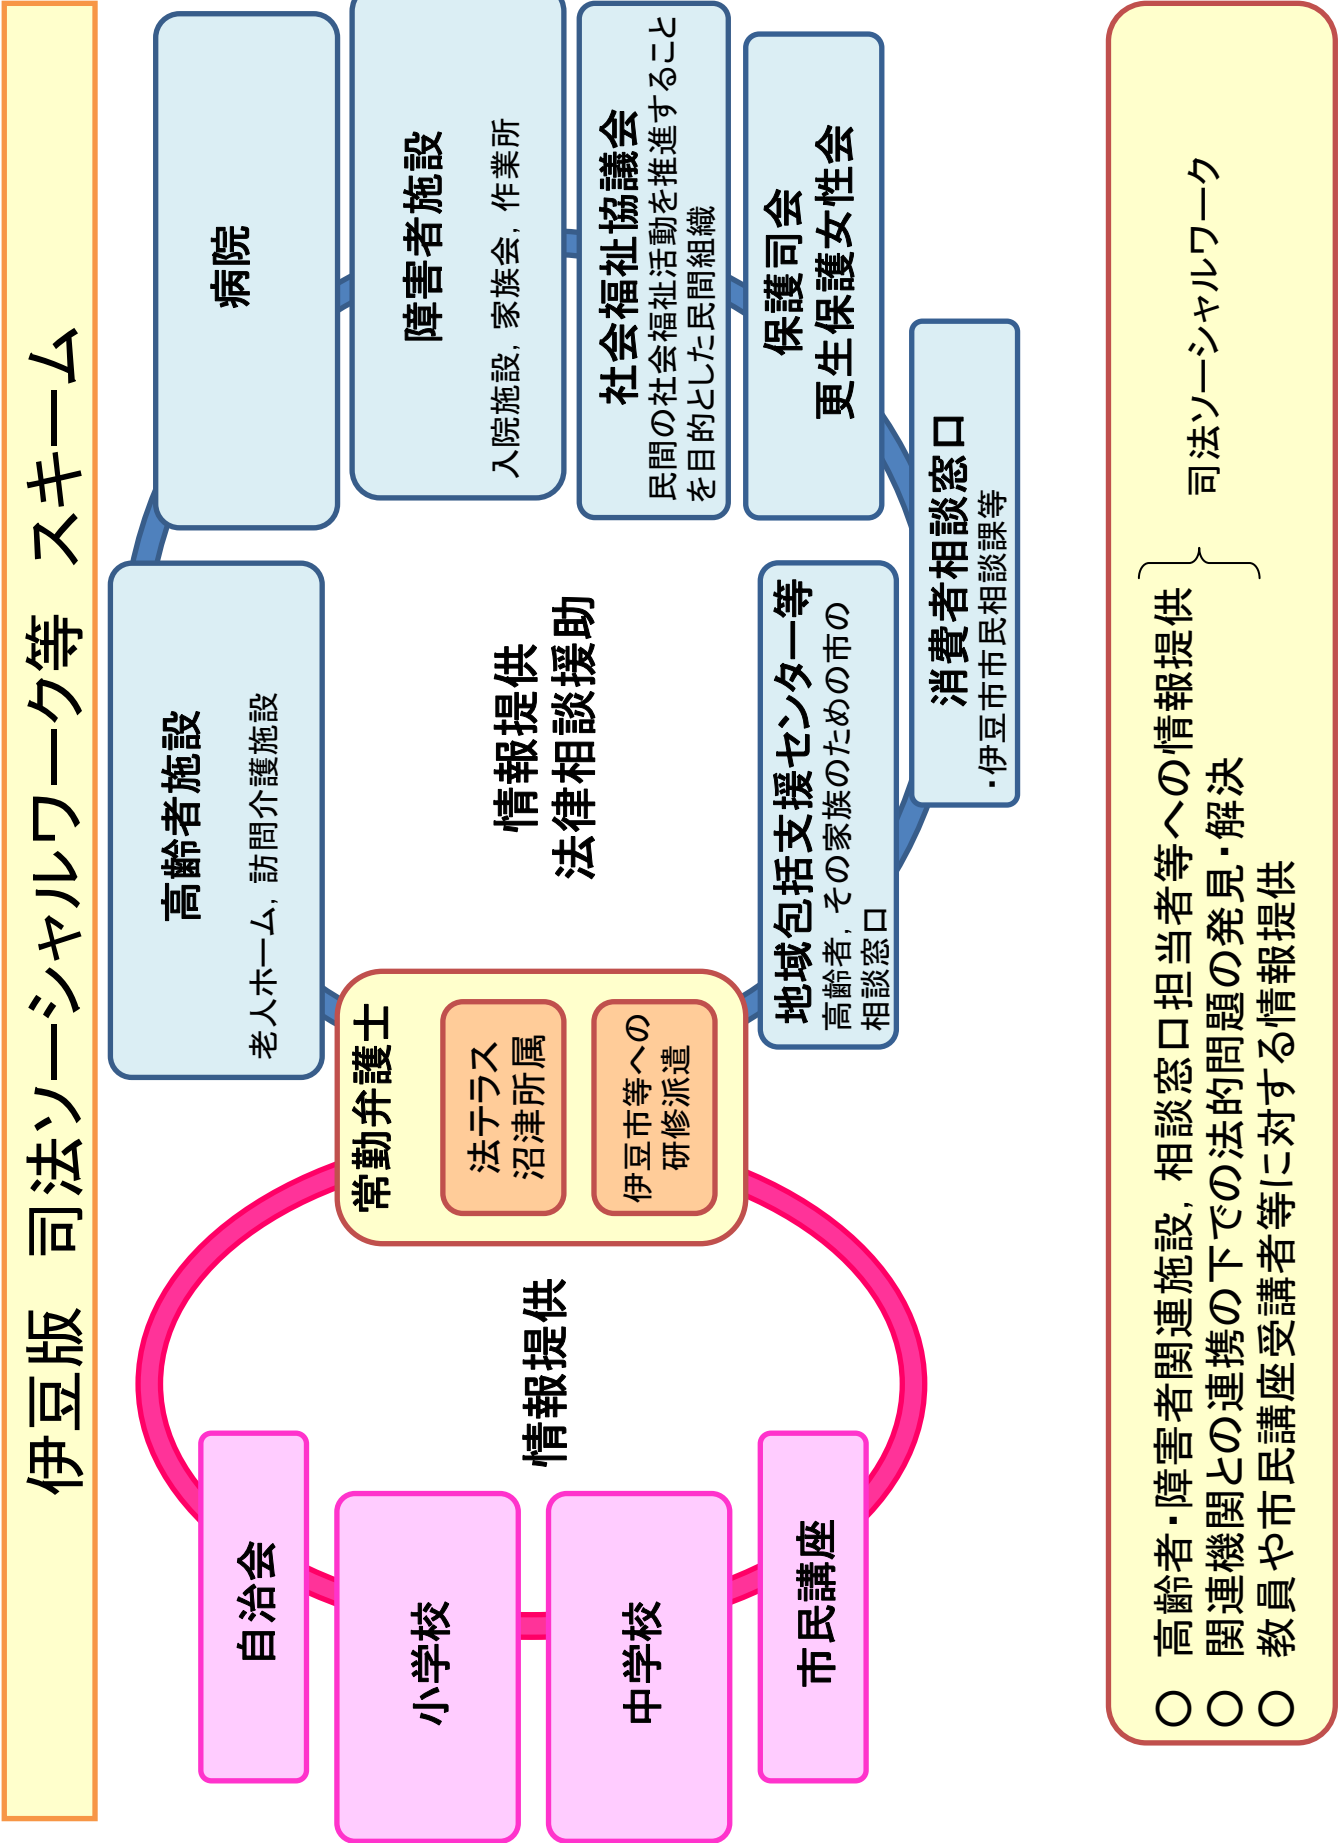 伊豆版　司法ソーシャルワーク等　スキーム
自治会
小学校
中学校
市民講座
情報提供
常勤弁護士
法テラス
沼津所属
伊豆市等への
研修派遣
情報提供
法律相談援助
高齢者施設
老人ホーム，訪問介護施設
病院
障害者施設
入院施設，家族会，作業所
社会福祉協議会
民間の社会福祉活動を推進すること
を目的とした民間組織
保護司会
更生保護女性会
消費者相談窓口
・伊豆市市民相談課等
地域包括支援センター等
高齢者，その家族のための市の
相談窓口
○　高齢者・障害者関連施設，相談窓口担当者等への情報提供
○　関連機関との連携の下での法的問題の発見・解決
○　教員や市民講座受講者等に対する情報提供
司法ソーシャルワーク